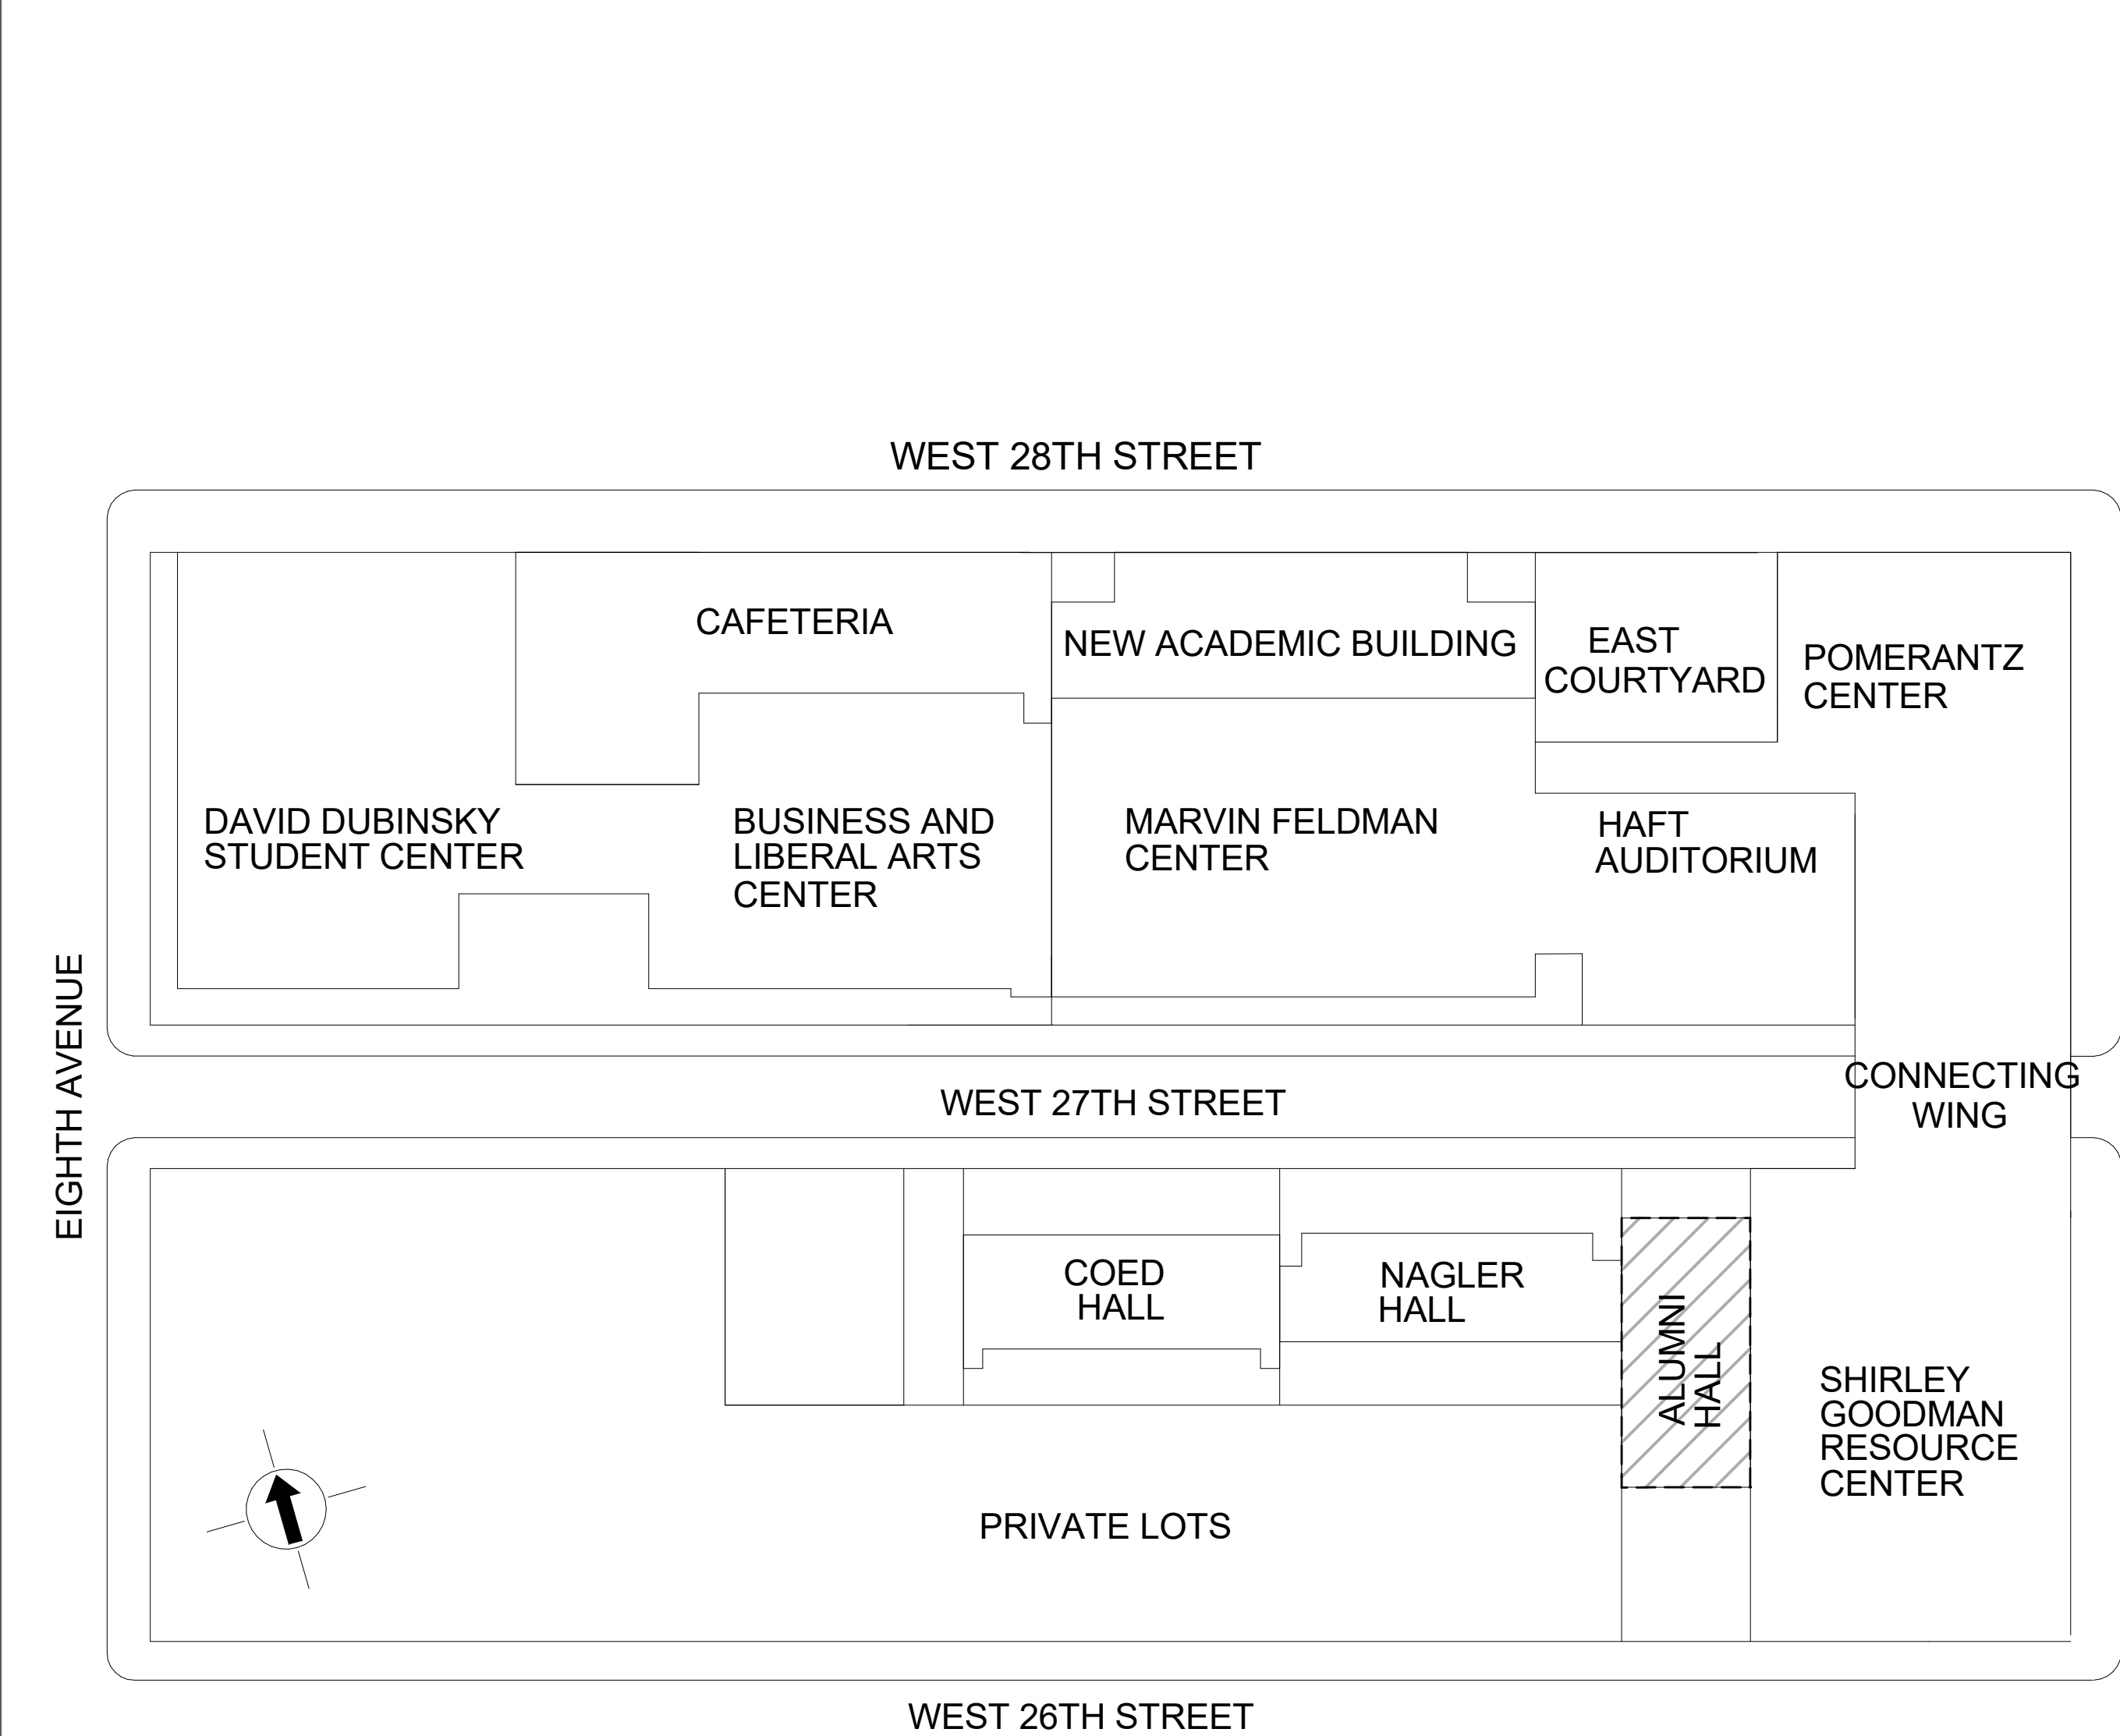 WEST 28TH STREET
CAFETERIA
NEW ACADEMIC BUILDING
EAST
COURTYARD
POMERANTZ
CENTER
DAVID DUBINSKY
STUDENT CENTER
BUSINESS AND
LIBERAL ARTS
CENTER
MARVIN FELDMAN
CENTER
HAFT
AUDITORIUM
EIGHTH AVENUE
WEST 27TH STREET
CONNECTING
WING
COED
HALL
NAGLER
HALL
ALUMNI
HALL
SHIRLEY
GOODMAN
RESOURCE
CENTER
PRIVATE LOTS
WEST 26TH STREET